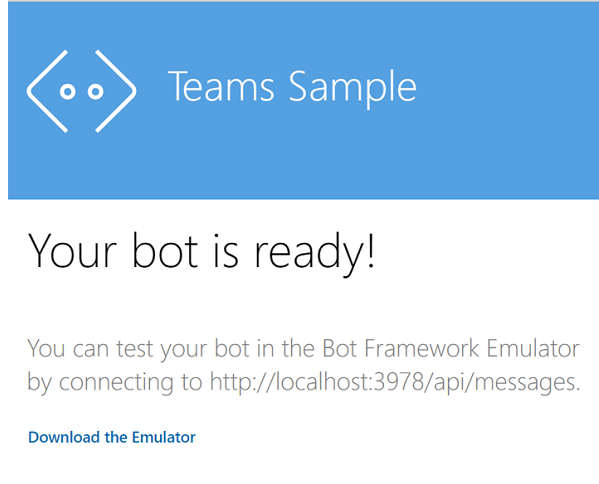 Teams Sample
Your bot is ready!
You can test your bot in the Bot Framework Emulator
by connecting to http://localhost:3978/api/messages.
Download the Emulator